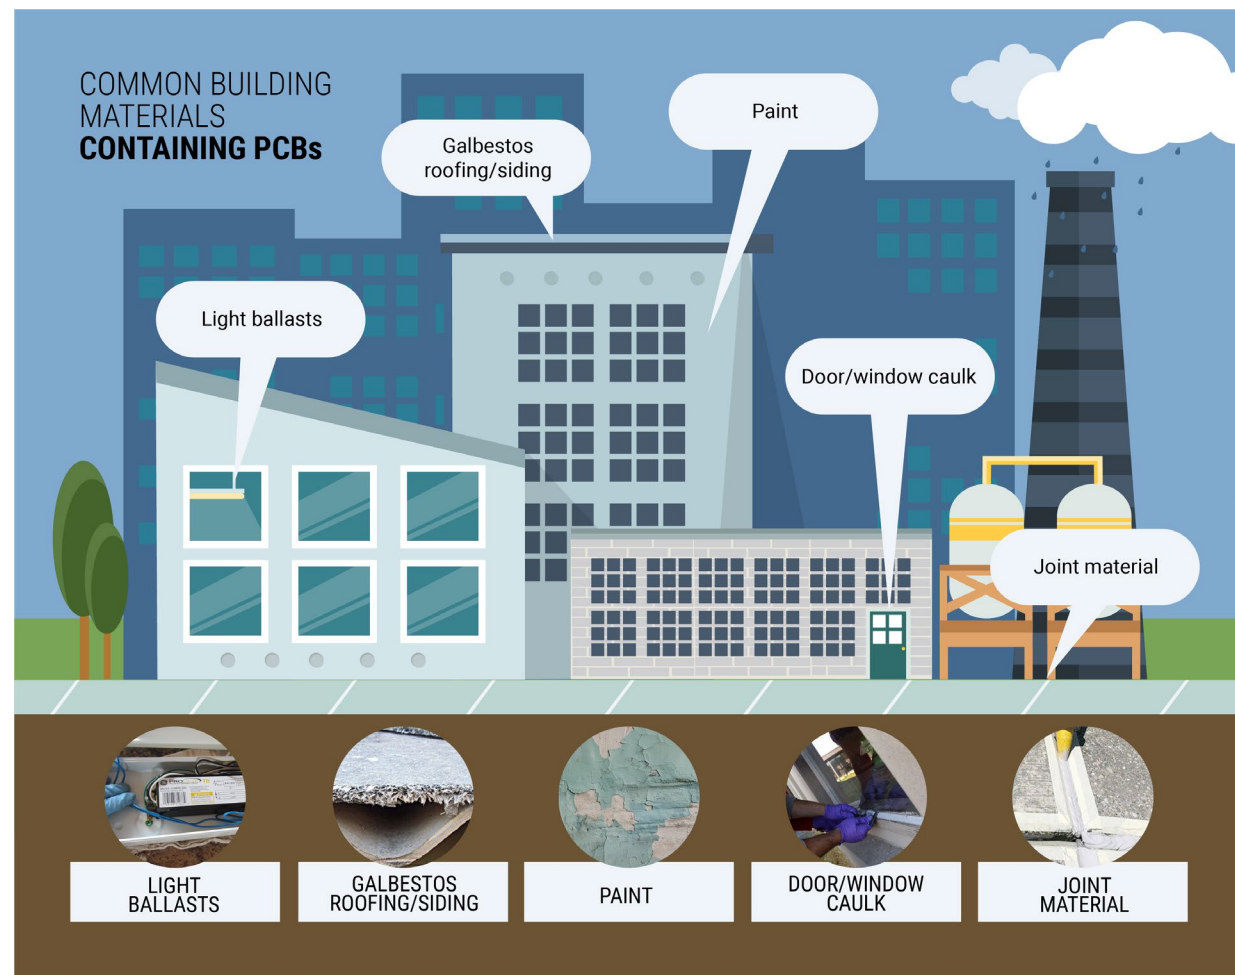 COMMON BUILDING
MATERIALS
CONTAINING PCBs
Galbestos
roofing/siding
Paint
Light ballasts
Door/window caulk
Joint material
LIGHT
BALLASTS
GALBESTOS
ROOFING/SIDING
PAINT
DOOR/WINDOW
CAULK
JOINT
MATERIAL